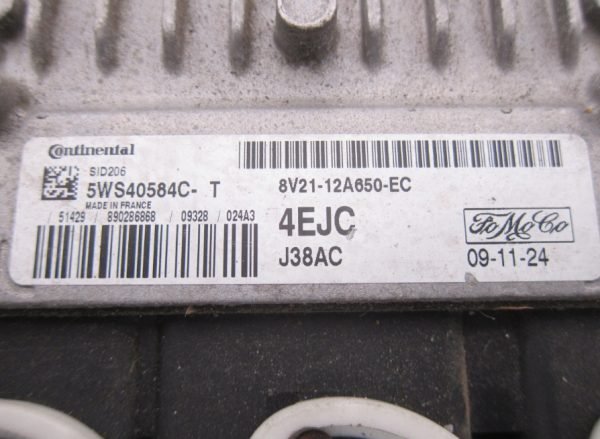 Continental
SID206
5WS40584C- T
MADE IN FRANCE
51429 / 890286868 / 09328 / 024A3
8V21-12A650-EC
4EJC
J38AC
FoMoCo
09-11-24